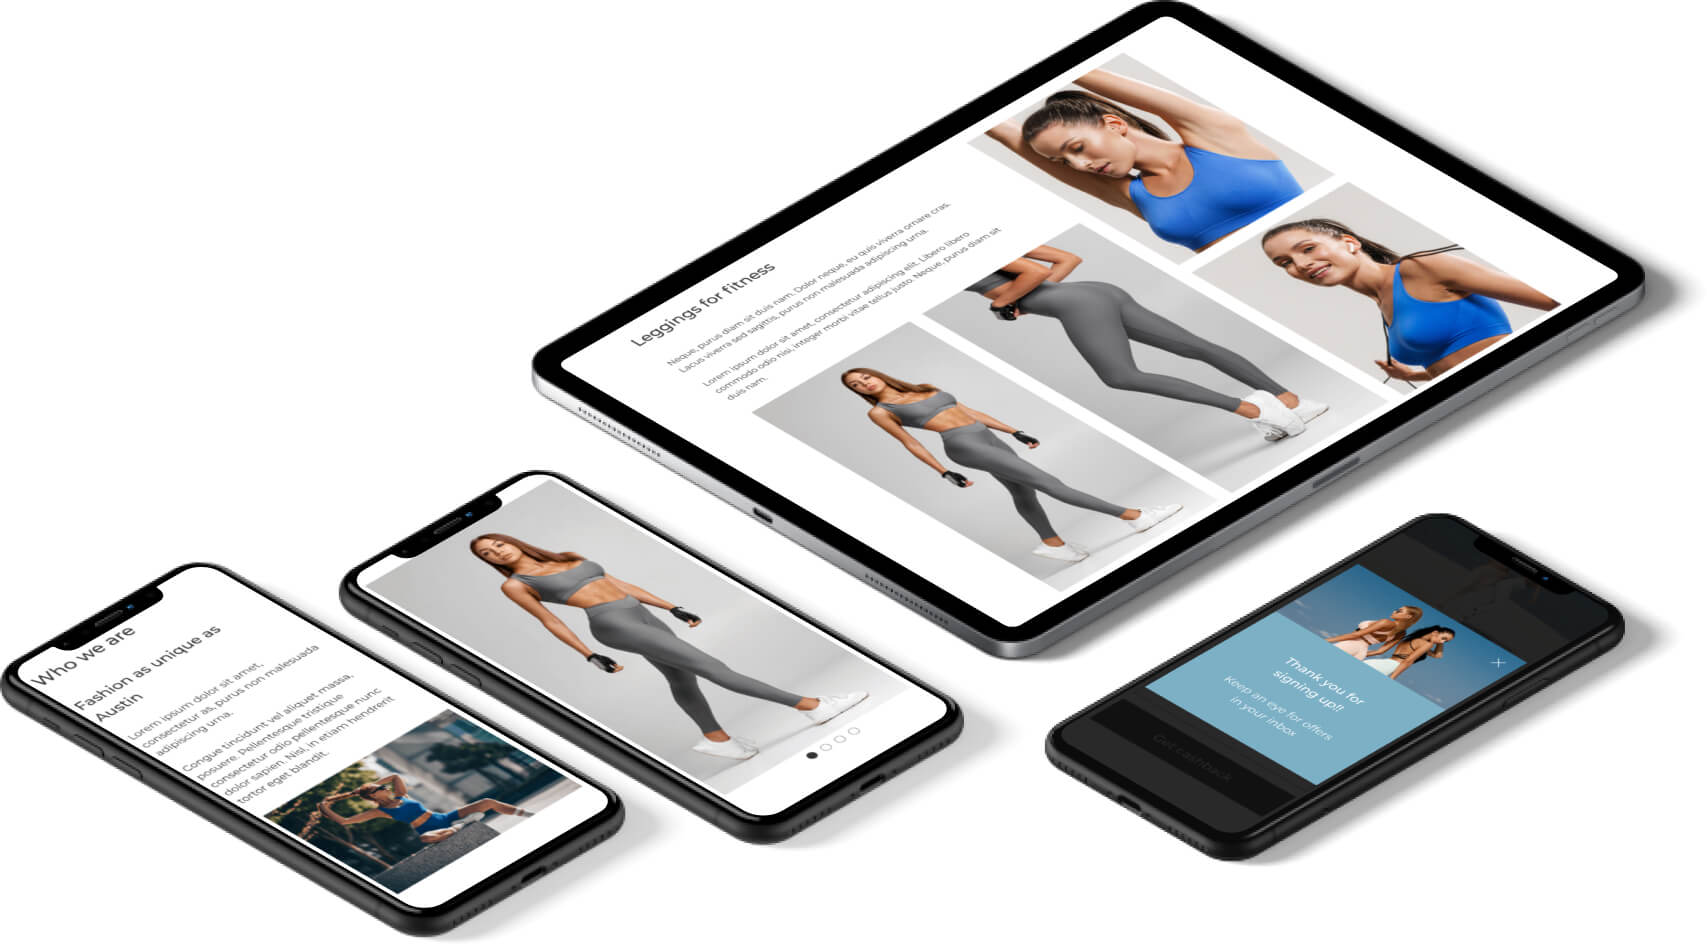 Leggings for fitness
Neque, purus diam sit duis nam. Dolor neque, eu quis viverra ornare cras.
Lacus viverra sed sagittis, purus non malesuada adipiscing urna.
Lorem ipsum dolor sit amet, consectetur adipiscing elit. Libero libero
commodo odio nisi, integer morbi vitae tellus justo. Neque, purus diam sit
duis nam.
Who we are
Fashion as unique as
Austin
Lorem ipsum dolor sit amet,
consectetur as, purus non malesuada
adipiscing urna.
Congue tincidunt vel aliquet massa,
posuere. Pellentesque tristique
consectetur odio pellentesque nunc
dolor sapien. Nisl, in etiam hendrerit
tortor eget blandit.
Thank you for
signing up!!
Keep an eye for offers
in your inbox
Get cashback